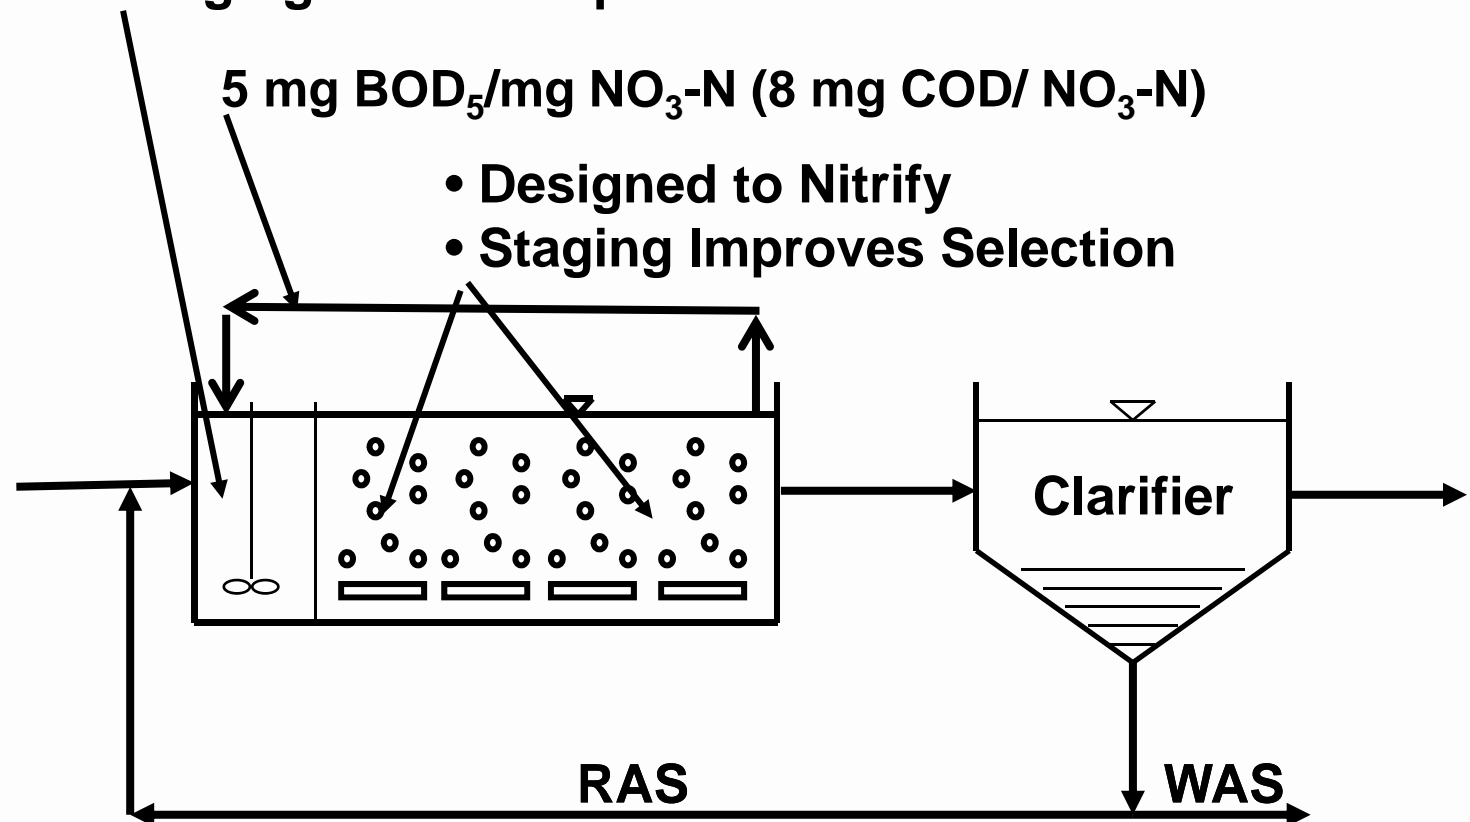 5 mg BOD₅/mg NO₃-N (8 mg COD/ NO₃-N)
• Designed to Nitrify
• Staging Improves Selection
Clarifier
RAS
WAS